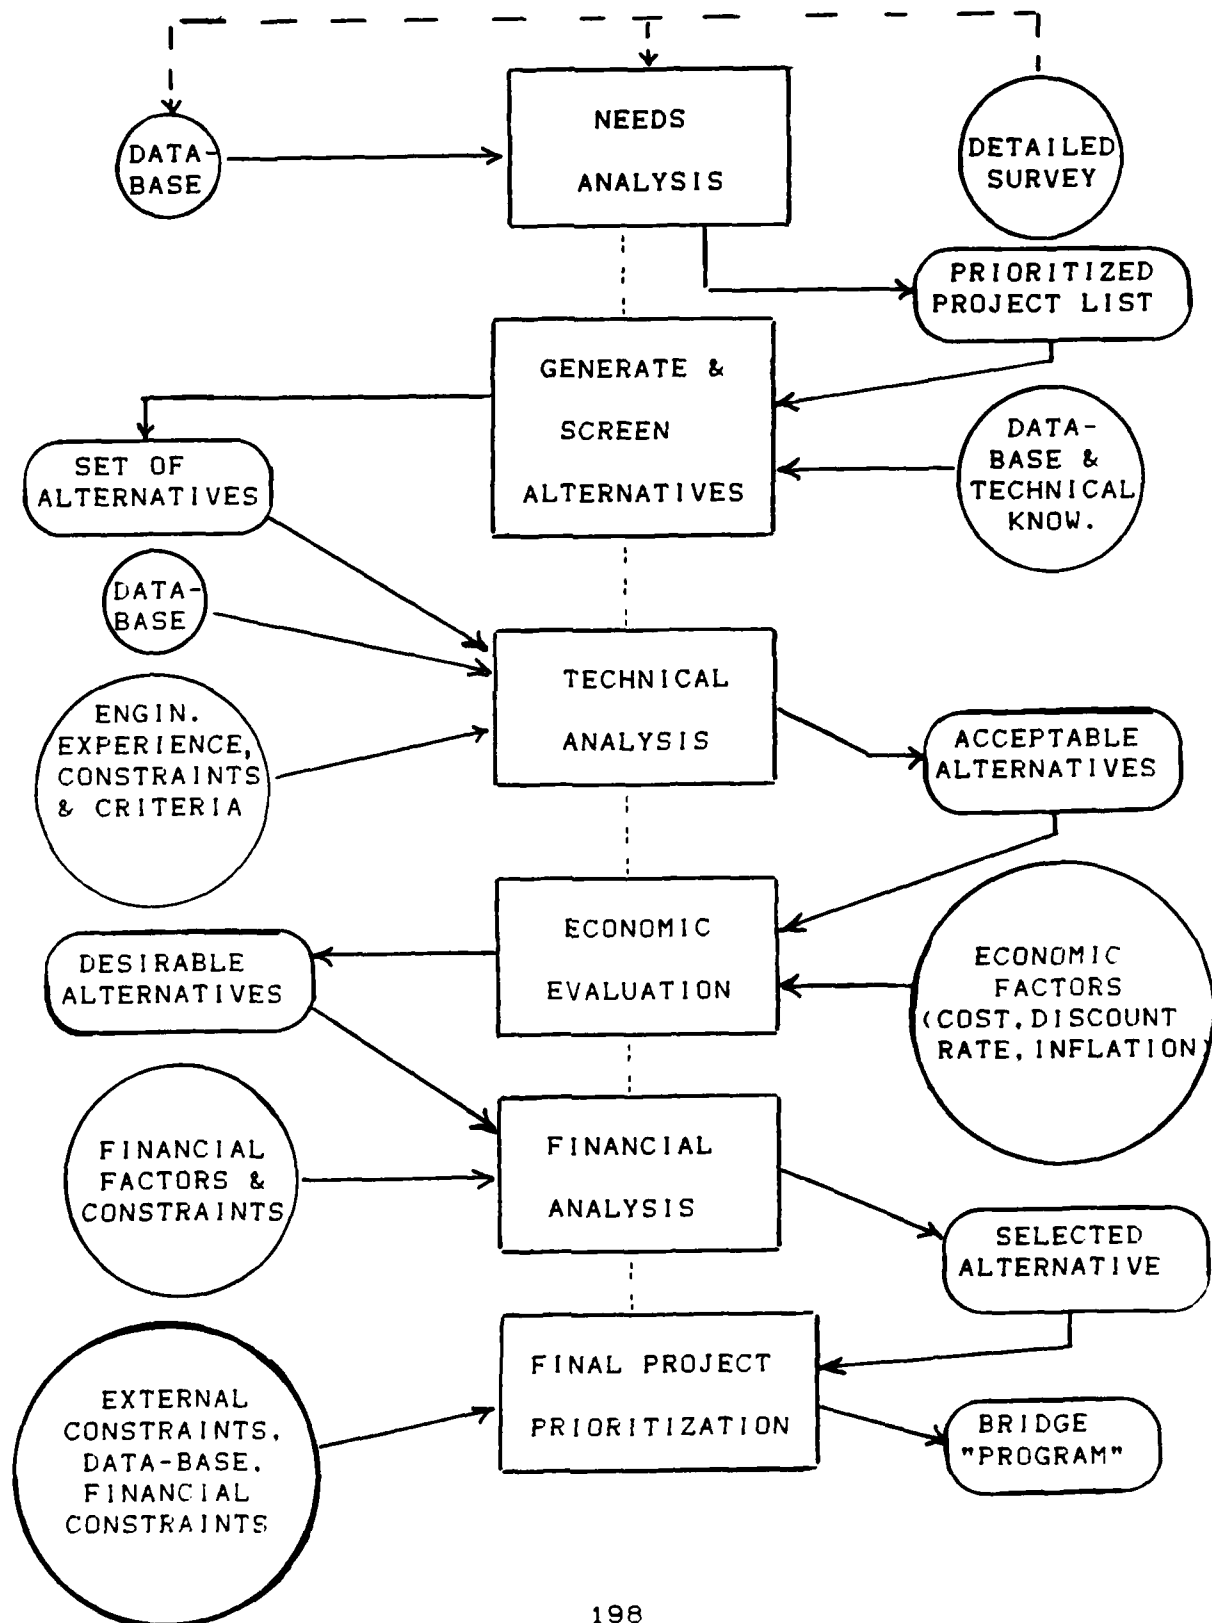 NEEDS
ANALYSIS
DATA-
BASE
DETAILED
SURVEY
PRIORITIZED
PROJECT LIST
GENERATE &
SCREEN
ALTERNATIVES
SET OF
ALTERNATIVES
DATA-
BASE &
TECHNICAL
KNOW.
DATA-
BASE
TECHNICAL
ANALYSIS
ENGIN.
EXPERIENCE,
CONSTRAINTS
& CRITERIA
ACCEPTABLE
ALTERNATIVES
ECONOMIC
EVALUATION
DESIRABLE
ALTERNATIVES
ECONOMIC
FACTORS
(COST, DISCOUNT
RATE, INFLATION)
FINANCIAL
ANALYSIS
FINANCIAL
FACTORS &
CONSTRAINTS
SELECTED
ALTERNATIVE
FINAL PROJECT
PRIORITIZATION
EXTERNAL
CONSTRAINTS,
DATA-BASE.
FINANCIAL
CONSTRAINTS
BRIDGE
"PROGRAM"
198